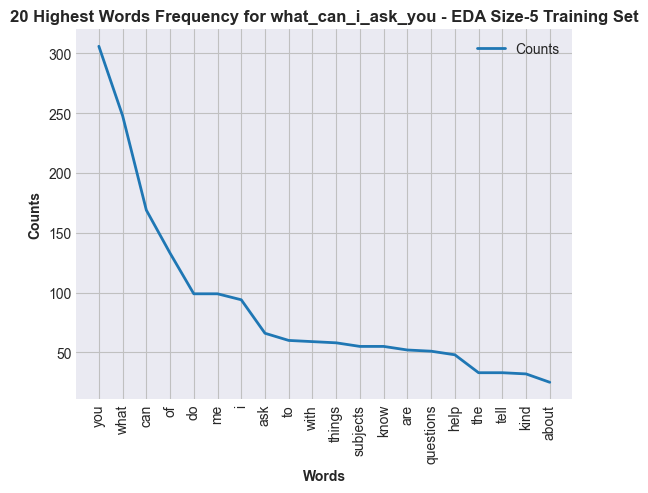 20 Highest Words Frequency for what_can_i_ask_you - EDA Size-5 Training Set
Counts
300
250
200
150
100
50
Counts
you
what
can
of
do
me
i
ask
to
with
things
subjects
know
are
questions
help
the
tell
kind
about
Words